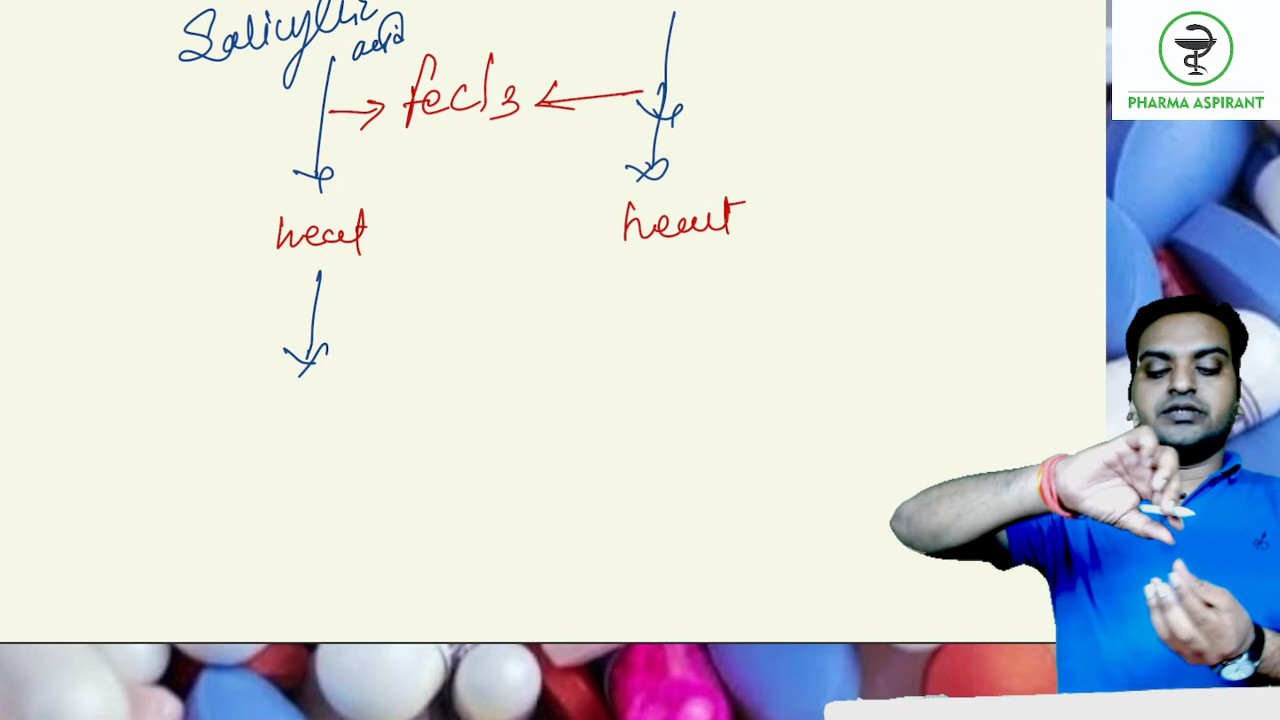 Salicylic
acid
fecl3
heat
heat
PHARMA ASPIRANT